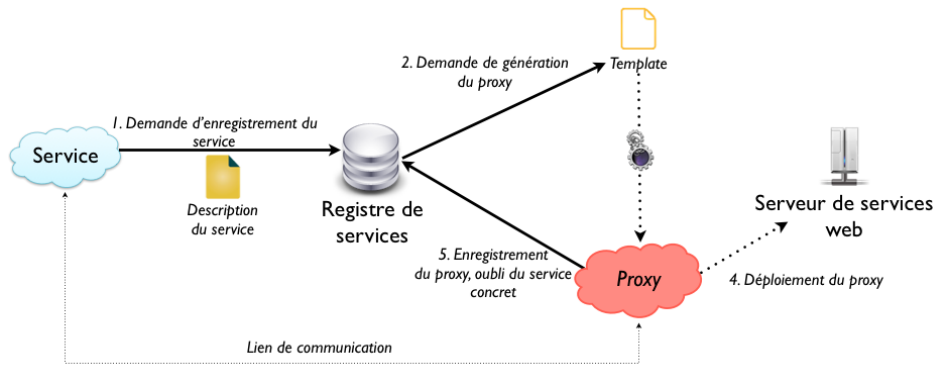 2. Demande de génération
du proxy
Template
1. Demande d'enregistrement du
service
Service
Description
du service
Registre de
services
Serveur de services
web
5. Enregistrement
du proxy, oubli du service
concret
Proxy
4. Déploiement du proxy
Lien de communication